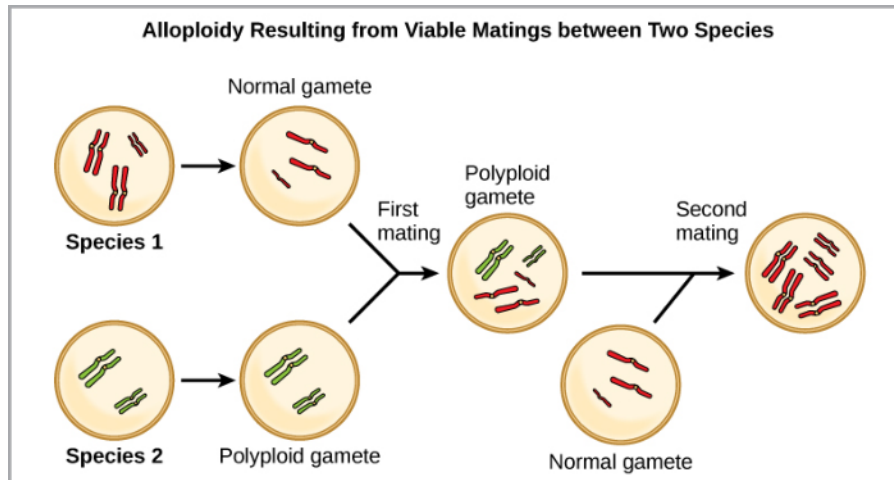 Alloploidy Resulting from Viable Matings between Two Species
Normal gamete
Species 1
First
mating
Polyploid
gamete
Second
mating
Species 2
Polyploid gamete
Normal gamete